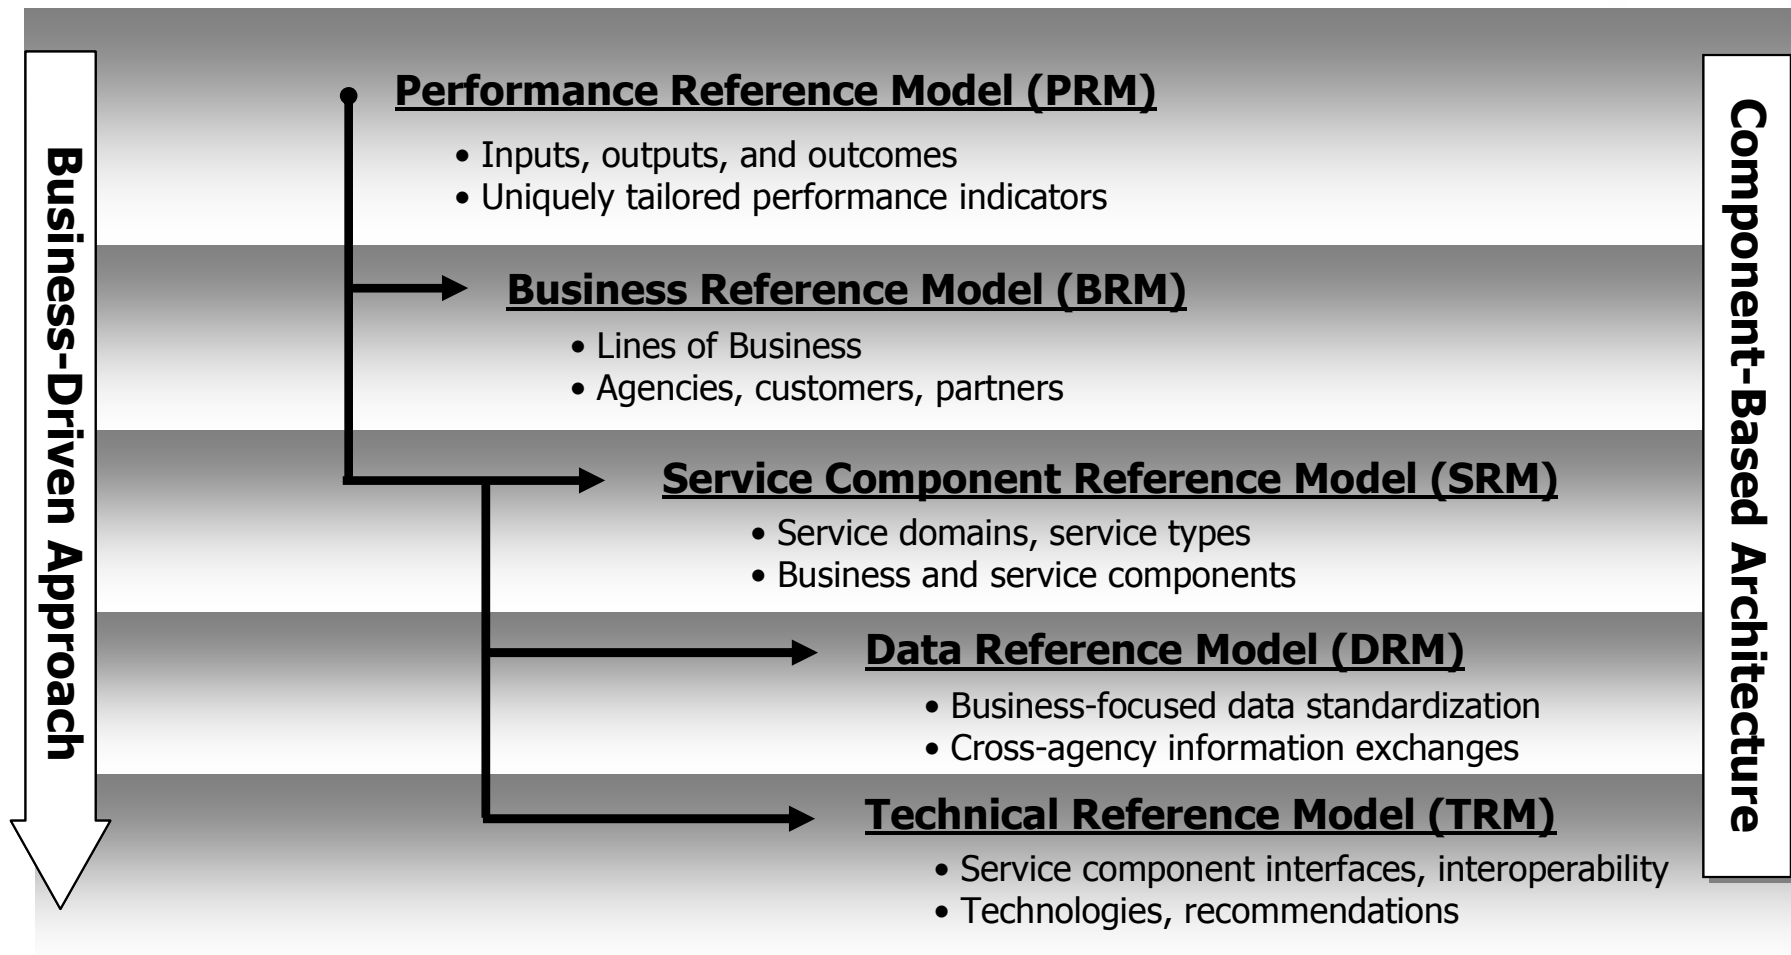 Business-Driven Approach
Performance Reference Model (PRM)
• Inputs, outputs, and outcomes
• Uniquely tailored performance indicators
Business Reference Model (BRM)
• Lines of Business
• Agencies, customers, partners
Service Component Reference Model (SRM)
• Service domains, service types
• Business and service components
Data Reference Model (DRM)
• Business-focused data standardization
• Cross-agency information exchanges
Technical Reference Model (TRM)
• Service component interfaces, interoperability
• Technologies, recommendations
Component-Based Architecture